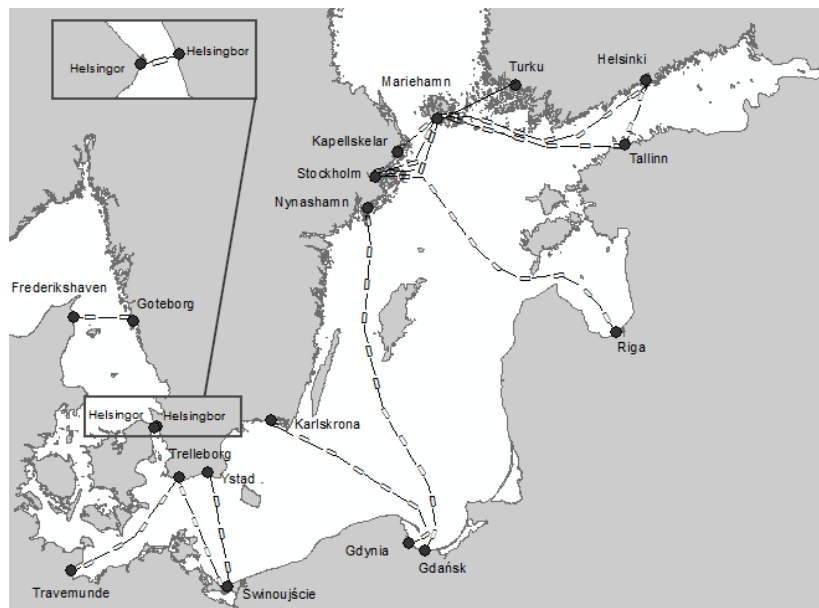 Helsingor
Helsingbor
Mariehamn
Turku
Helsinki
Kapellskelar
Tallinn
Stockholm
Nynashamn
Frederikshaven
Goteborg
Riga
Helsingor
Helsingbor
Karlskrona
Trelleborg
Ystad .
Gdynia
Gdańsk
Travemunde
Świnoujście